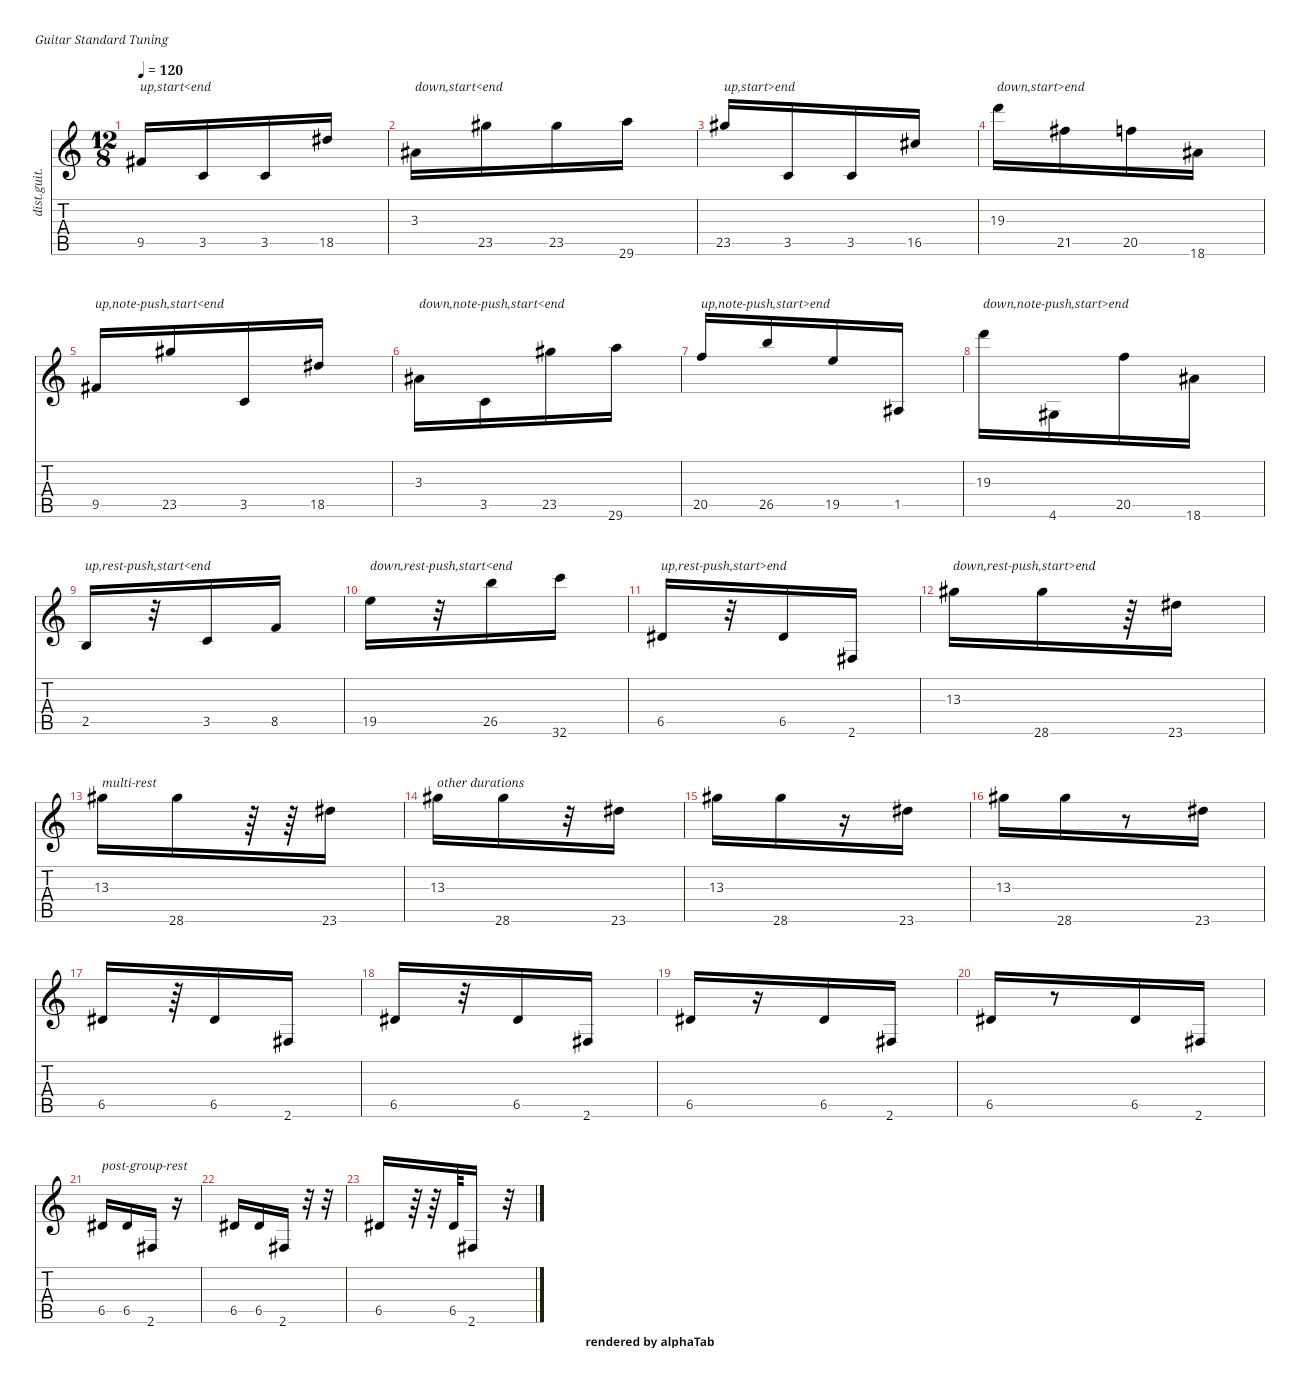 Guitar Standard Tuning
♩ = 120
up,start<end down,start<end up,start>end down,start>end
1 2 3 4
12
8
dist.guit.
T
A
B
3 19
9 3 3 18 23 23 23 3 3 16 21 20
29 18
up,note-push,start<end down,note-push,start<end up,note-push,start>end down,note-push,start>end
5 6 7 8
T
A
B
3 19
9 23 3 18 3 23 20 26 19 1 20
29 4 18
up,rest-push,start<end down,rest-push,start<end up,rest-push,start>end down,rest-push,start>end
9 10 11 12
T
A
B
13
2 3 8 19 26 6 6
32 2 28 23
multi-rest other durations
13 14 15 16
T
A
B
13 13 13 13
28 23 28 23 28 23 28 23
17 18 19 20
T
A
B
6 6 6 6 6 6 6 6
2 2 2 2
post-group-rest
21 22 23
T
A
B
6 6 6 6 6 6
2 2 2
rendered by alphaTab